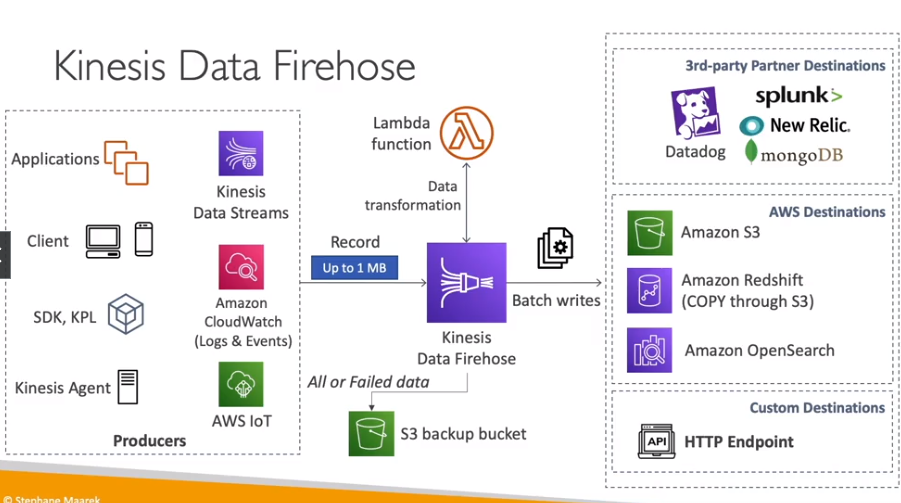 Kinesis Data Firehose
Applications
Client
SDK, KPL
Kinesis Agent
Kinesis
Data Streams
Amazon
CloudWatch
(Logs & Events)
AWS IoT
Producers
Record
Up to 1 MB
Lambda
function
Data
transformation
Kinesis
Data Firehose
All or Failed data
S3 backup bucket
Batch writes
3rd-party Partner Destinations
Datadog
splunk>
New Relic.
mongoDB
AWS Destinations
Amazon S3
Amazon Redshift
(COPY through S3)
Amazon OpenSearch
Custom Destinations
API
HTTP Endpoint
© Stephane Maarek